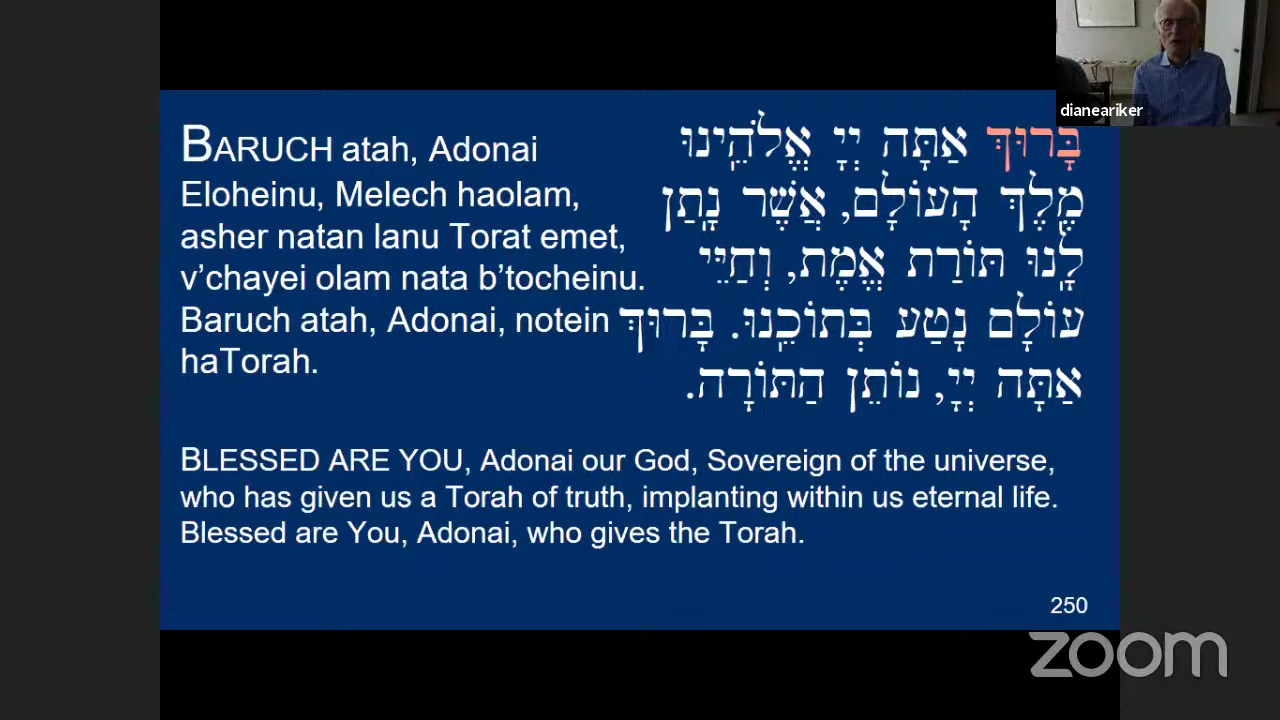 dianeariker
BARUCH atah, Adonai
Eloheinu, Melech haolam,
asher natan lanu Torat emet,
v’chayei olam nata b’tocheinu.
Baruch atah, Adonai, notein
haTorah.
בָּרוּךְ אַתָּה יְיָ אֱלֹהֵֽינוּ
מֶֽלֶךְ הָעוֹלָם, אֲשֶׁר נָֽתַן
לָֽנוּ תּוֹרַת אֱמֶת, וְחַיֵּי
עוֹלָם נָטַע בְּתוֹכֵֽנוּ. בָּרוּךְ
אַתָּה יְיָ, נוֹתֵן הַתּוֹרָה.
BLESSED ARE YOU, Adonai our God, Sovereign of the universe,
who has given us a Torah of truth, implanting within us eternal life.
Blessed are You, Adonai, who gives the Torah.
250
zoom